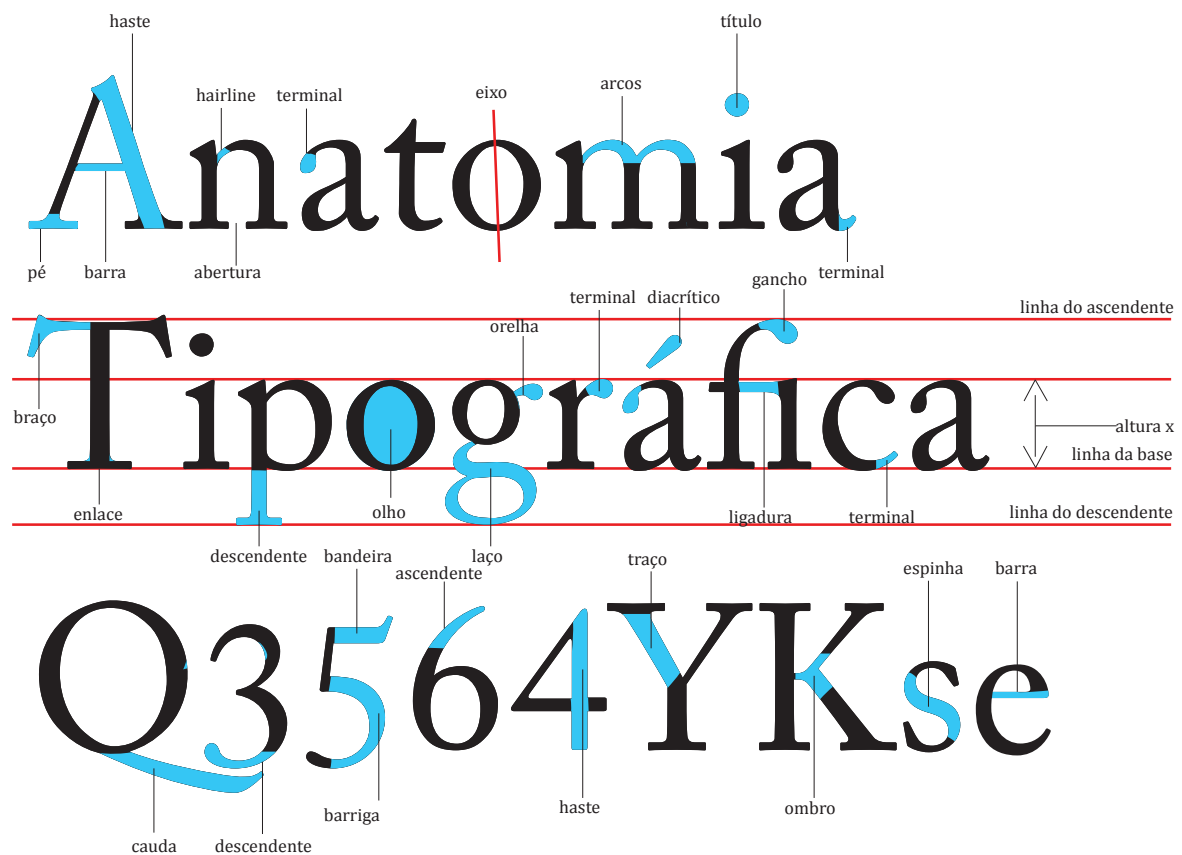 haste título
hairline terminal eixo arcos
Anatomia
pé barra abertura terminal
gancho
terminal diacrítico
orelha linha do ascendente
Tipográfica
braço altura x
linha da base
enlace olho ligadura terminal linha do descendente
descendente bandeira laço traço
ascendente espinha barra
Q3564YKse
barriga haste ombro
cauda descendente